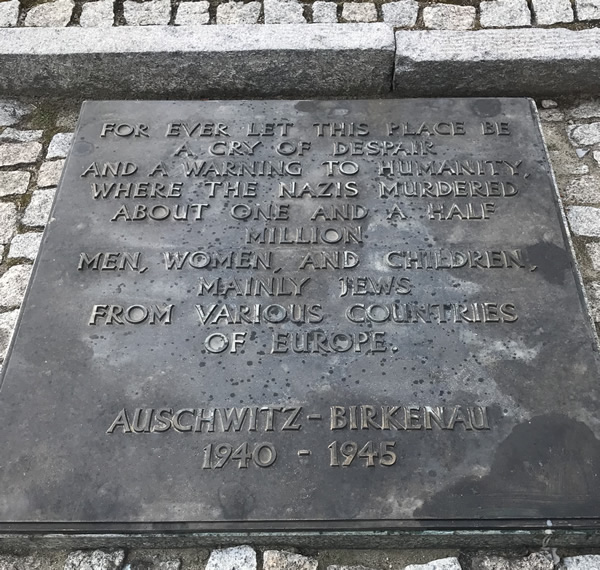 FOR EVER LET THIS PLACE BE
A CRY OF DESPAIR
AND A WARNING TO HUMANITY,
WHERE THE NAZIS MURDERED
ABOUT ONE AND A HALF
MILLION
MEN, WOMEN, AND CHILDREN,
MAINLY JEWS
FROM VARIOUS COUNTRIES
OF EUROPE.
AUSCHWITZ - BIRKENAU
1940 - 1945